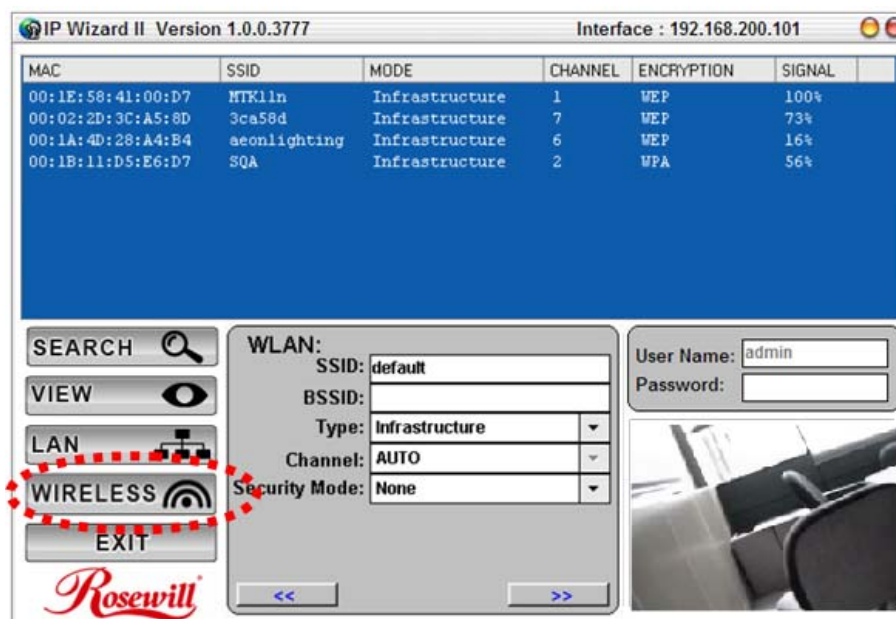 IP Wizard II Version 1.0.0.3777 Interface : 192.168.200.101
MAC SSID MODE CHANNEL ENCRYPTION SIGNAL
00:1E:58:41:00:D7 MTK11n Infrastructure 1 WEP 100%
00:02:2D:3C:A5:8D 3ca58d Infrastructure 7 WEP 73%
00:1A:4D:28:A4:B4 aeonlighting Infrastructure 6 WEP 16%
00:1B:11:D5:E6:D7 SQA Infrastructure 2 WPA 56%
SEARCH
VIEW
LAN
WIRELESS
EXIT
Rosewill
WLAN:
SSID: default
BSSID:
Type: Infrastructure
Channel: AUTO
Security Mode: None
<< >>
User Name: admin
Password: